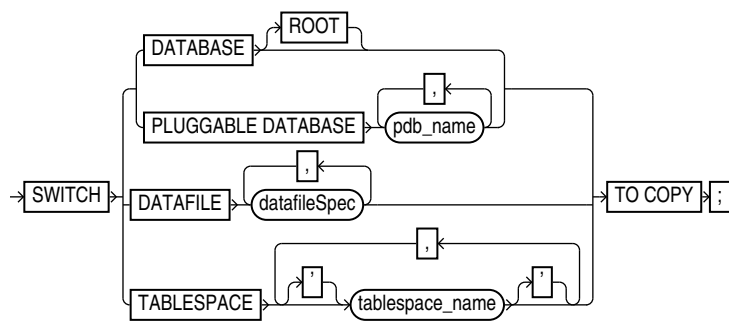 ROOT
DATABASE
,
PLUGGABLE DATABASE pdb_name
,
SWITCH DATAFILE datafileSpec TO COPY ;
,
' '
TABLESPACE tablespace_name